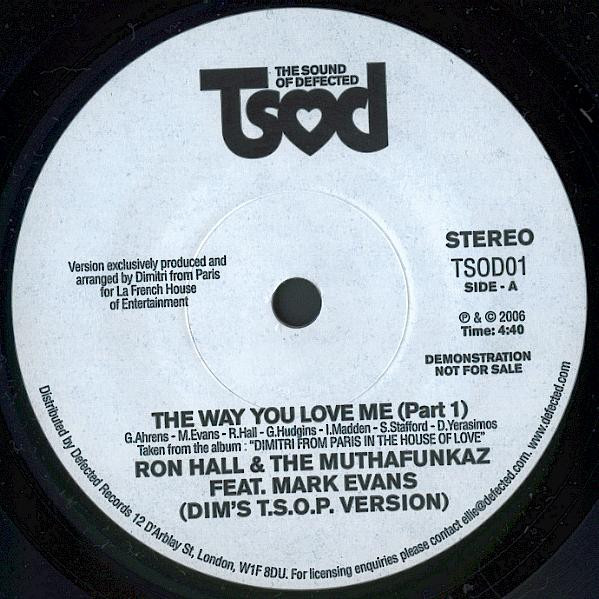 THE SOUND
OF DEFECTED
Tsod
STEREO
TSOD01
SIDE - A
Version exclusively produced and
arranged by Dimitri from Paris
for La French House
of Entertainment
℗ & © 2006
Time: 4:40
DEMONSTRATION
NOT FOR SALE
THE WAY YOU LOVE ME (Part 1)
G.Ahrens - M.Evans - R.Hall - G.Hudgins - I.Madden - S.Stafford - D.Yerasimos
Taken from the album : "DIMITRI FROM PARIS IN THE HOUSE OF LOVE"
RON HALL & THE MUTHAFUNKAZ
FEAT. MARK EVANS
(DIM'S T.S.O.P. VERSION)
Distributed by Defected Records 12 D'Arblay St, London, W1F 8DU. For licensing enquiries please contact ellie@defected.com. www.defected.com